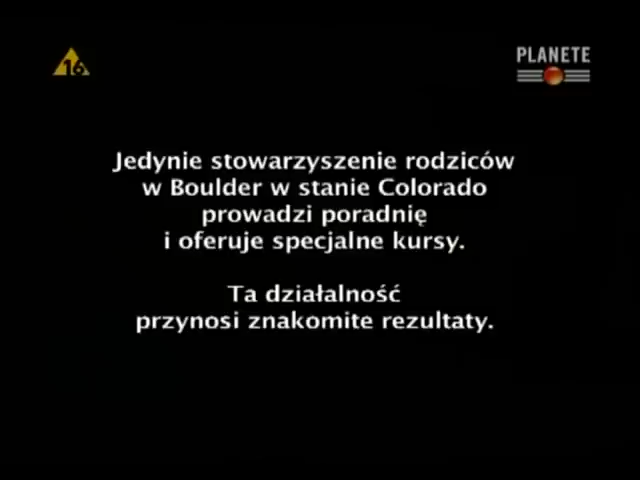 16
PLANETE
Jedynie stowarzyszenie rodziców
w Boulder w stanie Colorado
prowadzi poradnię
i oferuje specjalne kursy.
Ta działalność
przynosi znakomite rezultaty.